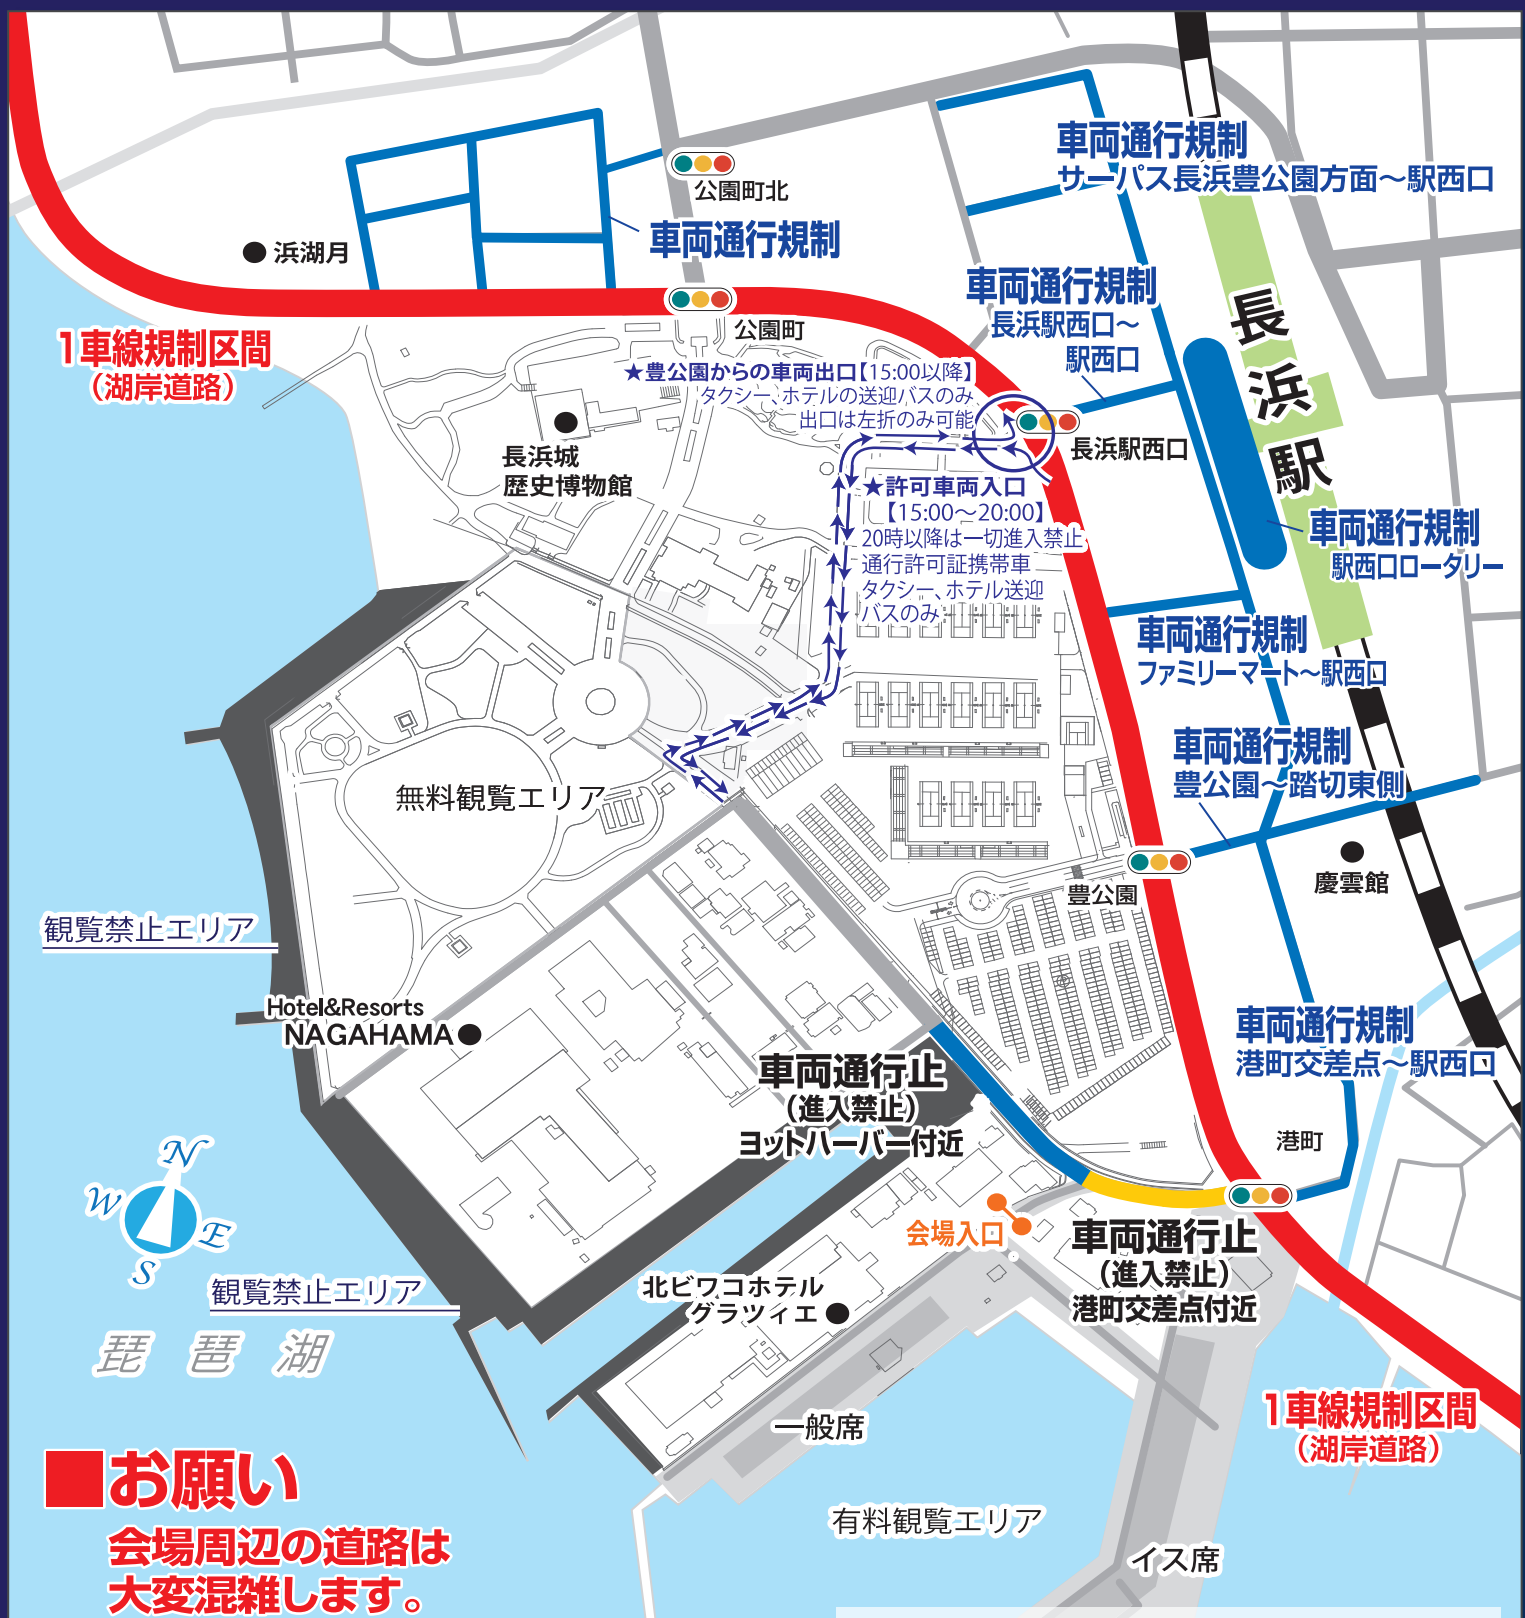 車両通行規制
サーパス長浜豊公園方面～駅西口
公園町北
車両通行規制
浜湖月
車両通行規制
長浜駅西口～
駅西口
長浜駅
公園町
1車線規制区間
（湖岸道路）
★豊公園からの車両出口【15:00以降】
タクシー、ホテルの送迎バスのみ
出口は左折のみ可能
長浜駅西口
長浜城
歴史博物館
★許可車両入口
【15:00～20:00】
20時以降は一切進入禁止
通行許可証携帯車
タクシー、ホテル送迎
バスのみ
車両通行規制
駅西口ロータリー
車両通行規制
ファミリーマート～駅西口
車両通行規制
豊公園～踏切東側
無料観覧エリア
豊公園
慶雲館
観覧禁止エリア
Hotel&Resorts
NAGAHAMA
車両通行規制
港町交差点～駅西口
車両通行止
（進入禁止）
ヨットハーバー付近
港町
N
W
E
S
会場入口
車両通行止
（進入禁止）
港町交差点付近
観覧禁止エリア
北ビワコホテル
グラツィエ
琵琶湖
1車線規制区間
（湖岸道路）
一般席
■お願い
有料観覧エリア
会場周辺の道路は
大変混雑します。
イス席